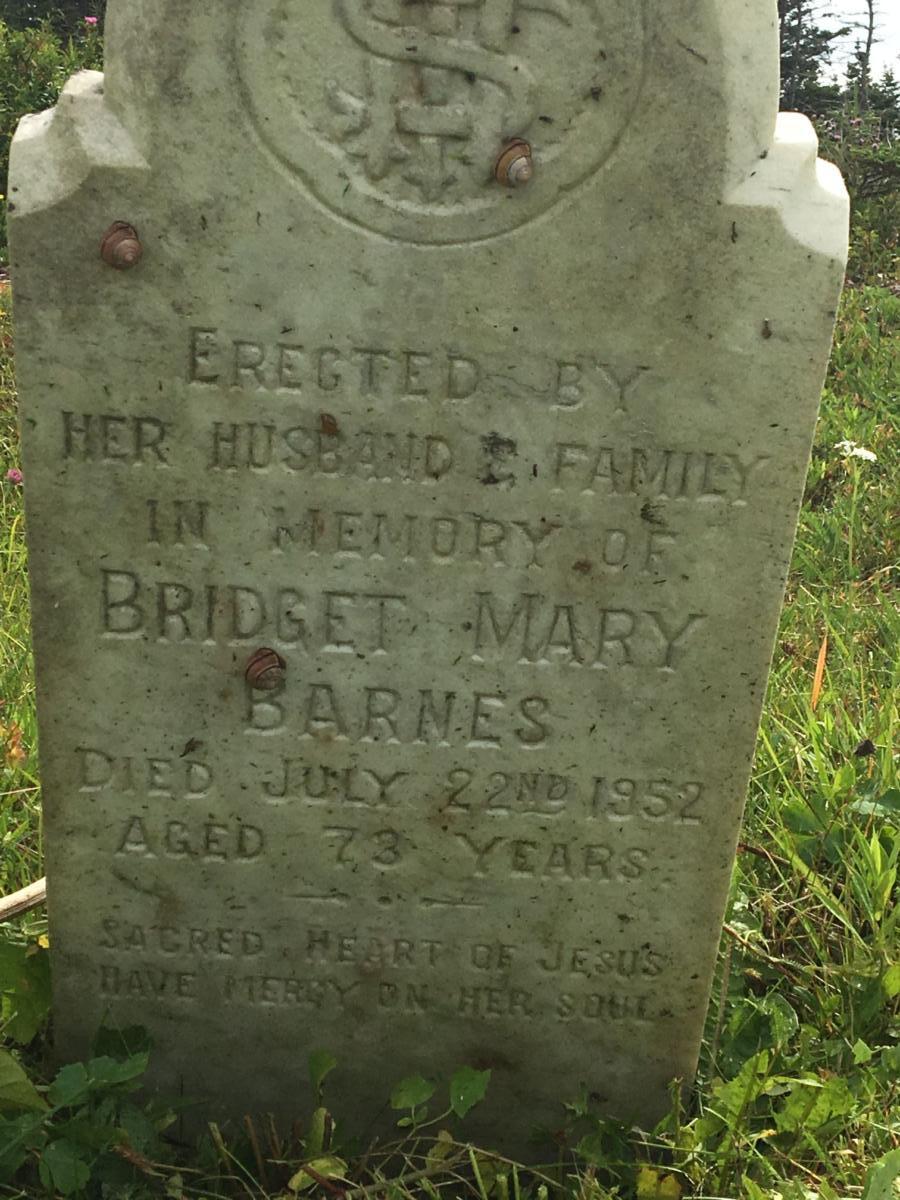 IHS
ERECTED BY
HER HUSBAND & FAMILY
IN MEMORY OF
BRIDGET MARY
BARNES
DIED JULY 22ND 1952
AGED 73 YEARS.
SACRED HEART OF JESUS
HAVE MERCY ON HER SOUL